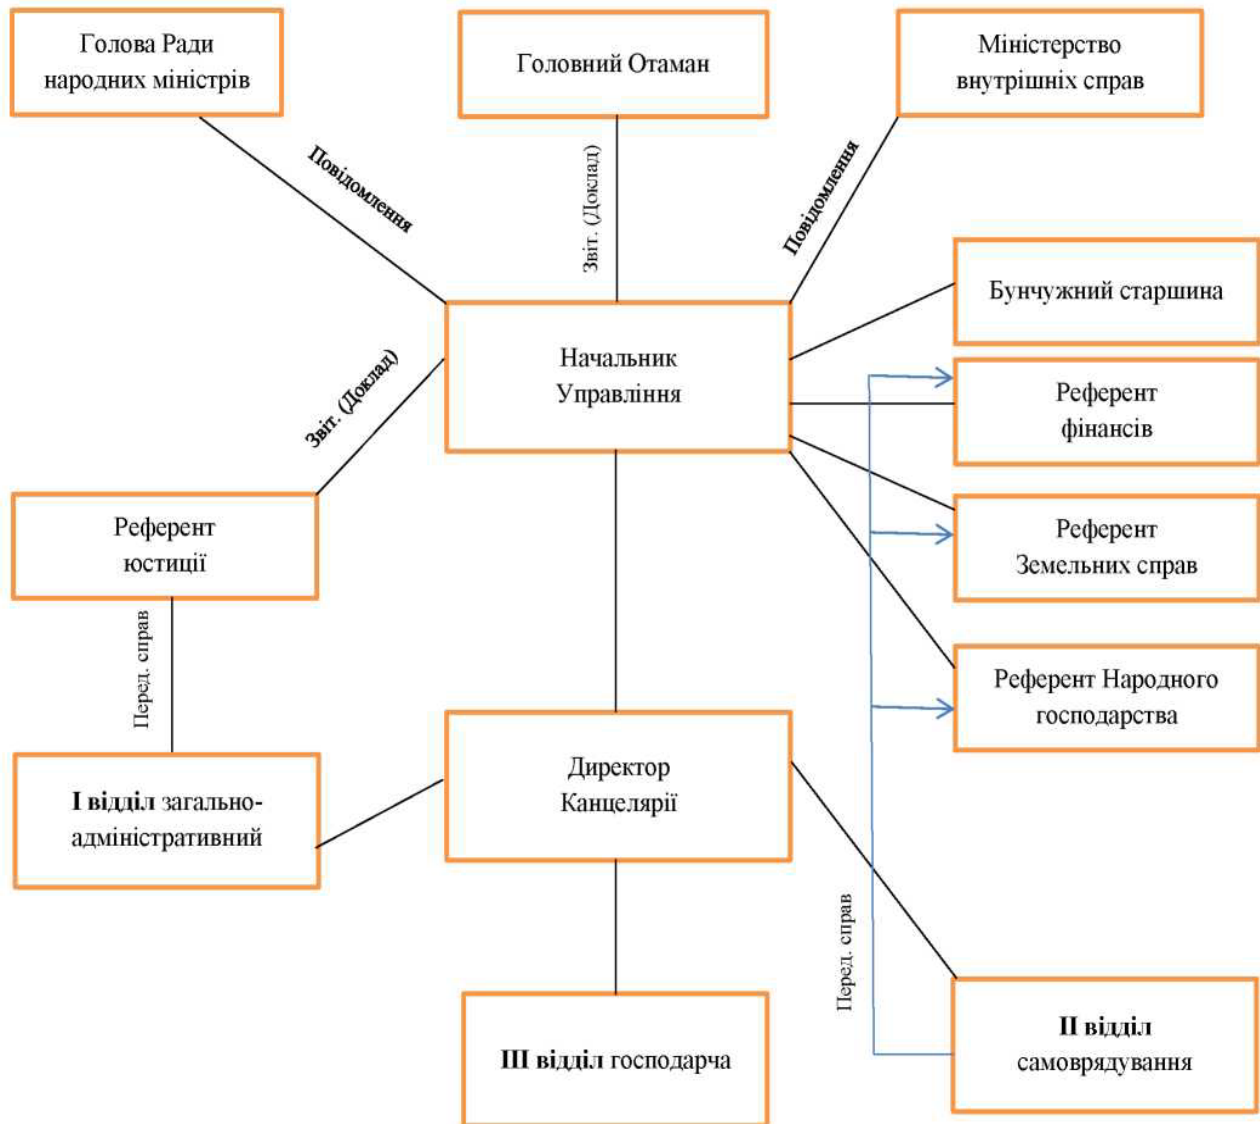 Голова Ради
народних міністрів
Головний Отаман
Міністерство
внутрішніх справ
Повідомлення
Звіт. (Доклад)
Повідомлення
Бунчужний старшина
Начальник
Управління
Звіт. (Доклад)
Референт
фінансів
Референт
юстиції
Референт
Земельних справ
Перед. справ
Референт Народного
господарства
І відділ загально-
адміністративний
Директор
Канцелярії
Перед. справ
ІІІ відділ господарча
ІІ відділ
самоврядування